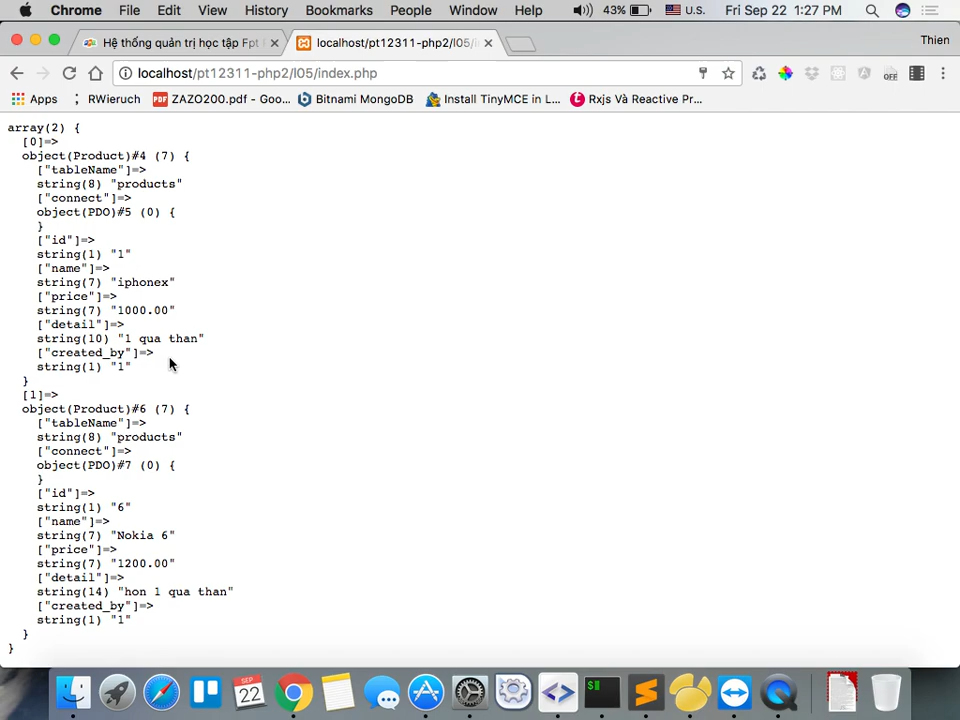 Chrome File Edit View History Bookmarks People Window Help 43% U.S. Fri Sep 22 1:27 PM
Hệ thống quản trị học tập Fpt localhost/pt12311-php2/l05/i Thien
localhost/pt12311-php2/l05/index.php OFF
Apps RWieruch PDF ZAZO200.pdf - Goo... Bitnami MongoDB Install TinyMCE in L... Rxjs Và Reactive Pr...
array(2) {
[0]=>
object(Product)#4 (7) {
["tableName"]=>
string(8) "products"
["connect"]=>
object(PDO)#5 (0) {
}
["id"]=>
string(1) "1"
["name"]=>
string(7) "iphonex"
["price"]=>
string(7) "1000.00"
["detail"]=>
string(10) "1 qua than"
["created_by"]=>
string(1) "1"
}
[1]=>
object(Product)#6 (7) {
["tableName"]=>
string(8) "products"
["connect"]=>
object(PDO)#7 (0) {
}
["id"]=>
string(1) "6"
["name"]=>
string(7) "Nokia 6"
["price"]=>
string(7) "1200.00"
["detail"]=>
string(14) "hon 1 qua than"
["created_by"]=>
string(1) "1"
}
}
SEP
22